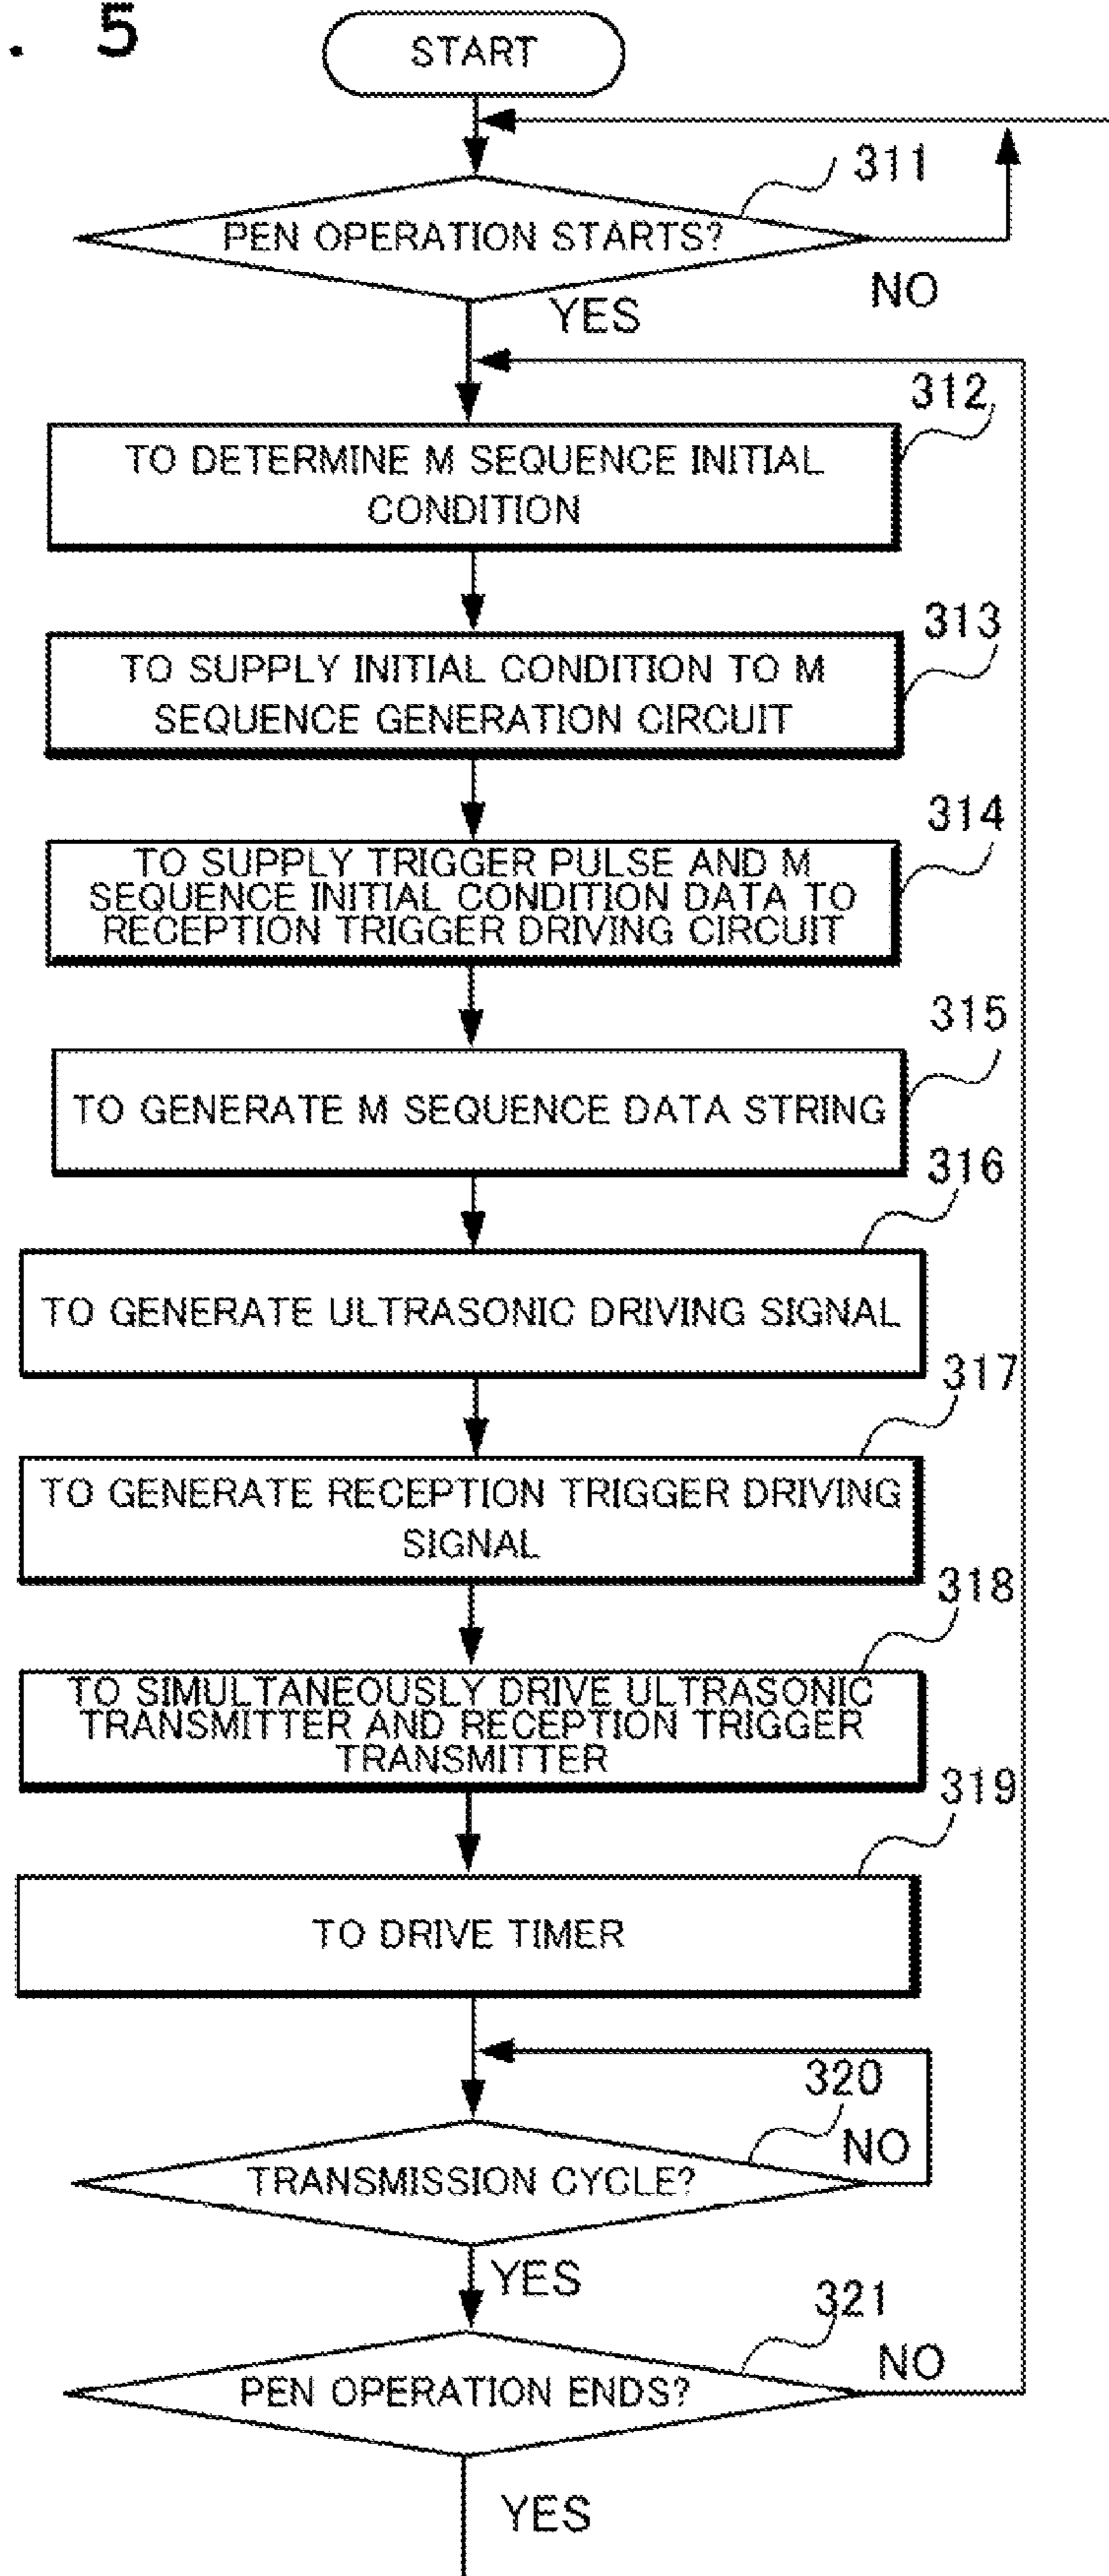 . 5
START
311
PEN OPERATION STARTS?
NO
YES
312
TO DETERMINE M SEQUENCE INITIAL
CONDITION
313
TO SUPPLY INITIAL CONDITION TO M
SEQUENCE GENERATION CIRCUIT
314
TO SUPPLY TRIGGER PULSE AND M
SEQUENCE INITIAL CONDITION DATA TO
RECEPTION TRIGGER DRIVING CIRCUIT
315
TO GENERATE M SEQUENCE DATA STRING
316
TO GENERATE ULTRASONIC DRIVING SIGNAL
317
TO GENERATE RECEPTION TRIGGER DRIVING
SIGNAL
318
TO SIMULTANEOUSLY DRIVE ULTRASONIC
TRANSMITTER AND RECEPTION TRIGGER
TRANSMITTER
319
TO DRIVE TIMER
320
NO
TRANSMISSION CYCLE?
YES
321
NO
PEN OPERATION ENDS?
YES